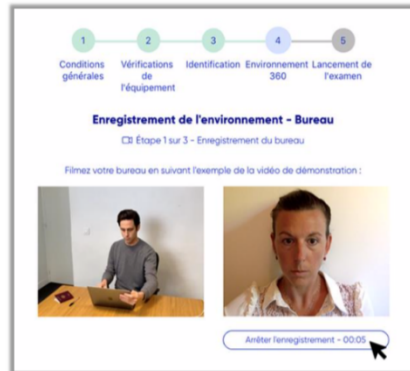 1 2 3 4 5
Conditions Vérifications Identification Environnement Lancement de
générales de 360 l'examen
l'équipement
Enregistrement de l'environnement - Bureau
Étape 1 sur 3 - Enregistrement du bureau
Filmez votre bureau en suivant l'exemple de la vidéo de démonstration :
Arrêter l'enregistrement - 00:05